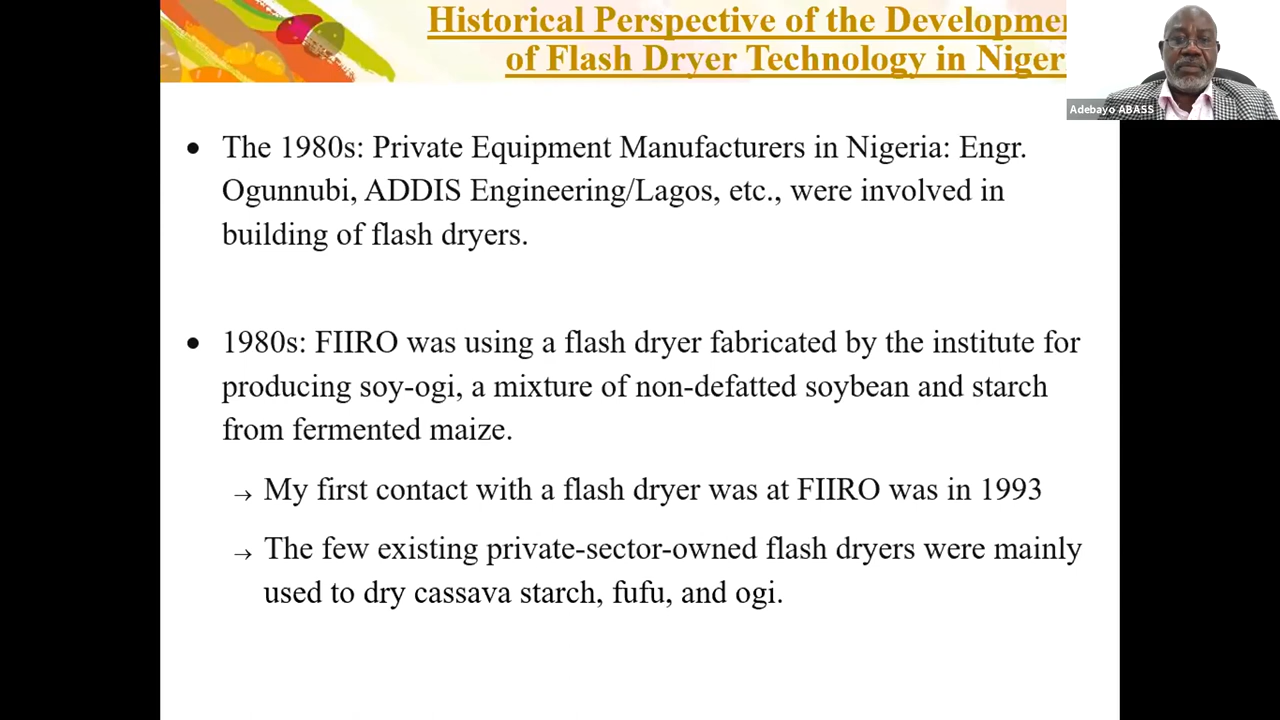 Historical Perspective of the Developmen
of Flash Dryer Technology in Niger
Adebayo ABASS
• The 1980s: Private Equipment Manufacturers in Nigeria: Engr.
Ogunnubi, ADDIS Engineering/Lagos, etc., were involved in
building of flash dryers.
• 1980s: FIIRO was using a flash dryer fabricated by the institute for
producing soy-ogi, a mixture of non-defatted soybean and starch
from fermented maize.
→ My first contact with a flash dryer was at FIIRO was in 1993
→ The few existing private-sector-owned flash dryers were mainly
used to dry cassava starch, fufu, and ogi.